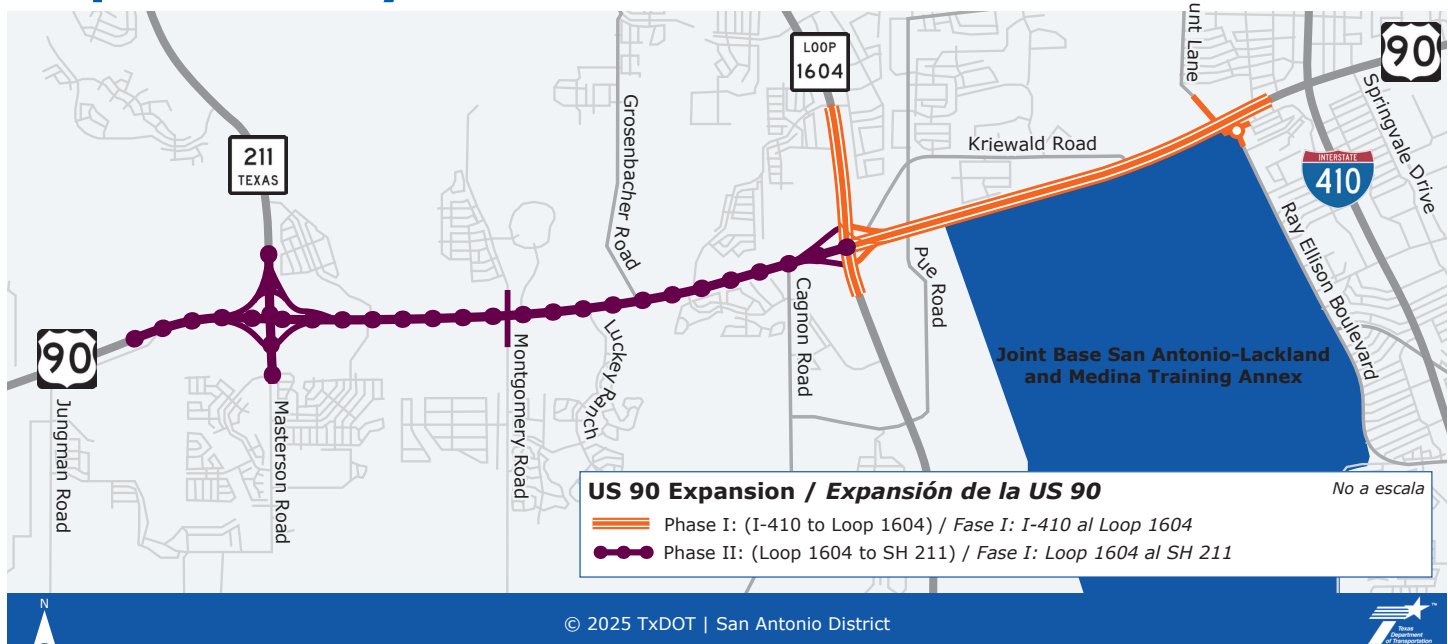 LOOP
1604
unt Lane
90
Springvale Drive
Grosenbacher Road
211
TEXAS
Kriewald Road
INTERSTATE
410
Ray Ellison Boulevard
Pue Road
Cagnon Road
Luckey Ranch
Montgomery Road
90
Jungman Road
Masterson Road
Joint Base San Antonio-Lackland
and Medina Training Annex
US 90 Expansion / Expansión de la US 90
No a escala
Phase I: (I-410 to Loop 1604) / Fase I: I-410 al Loop 1604
Phase II: (Loop 1604 to SH 211) / Fase I: Loop 1604 al SH 211
N
© 2025 TxDOT | San Antonio District
Texas
Department
of Transportation